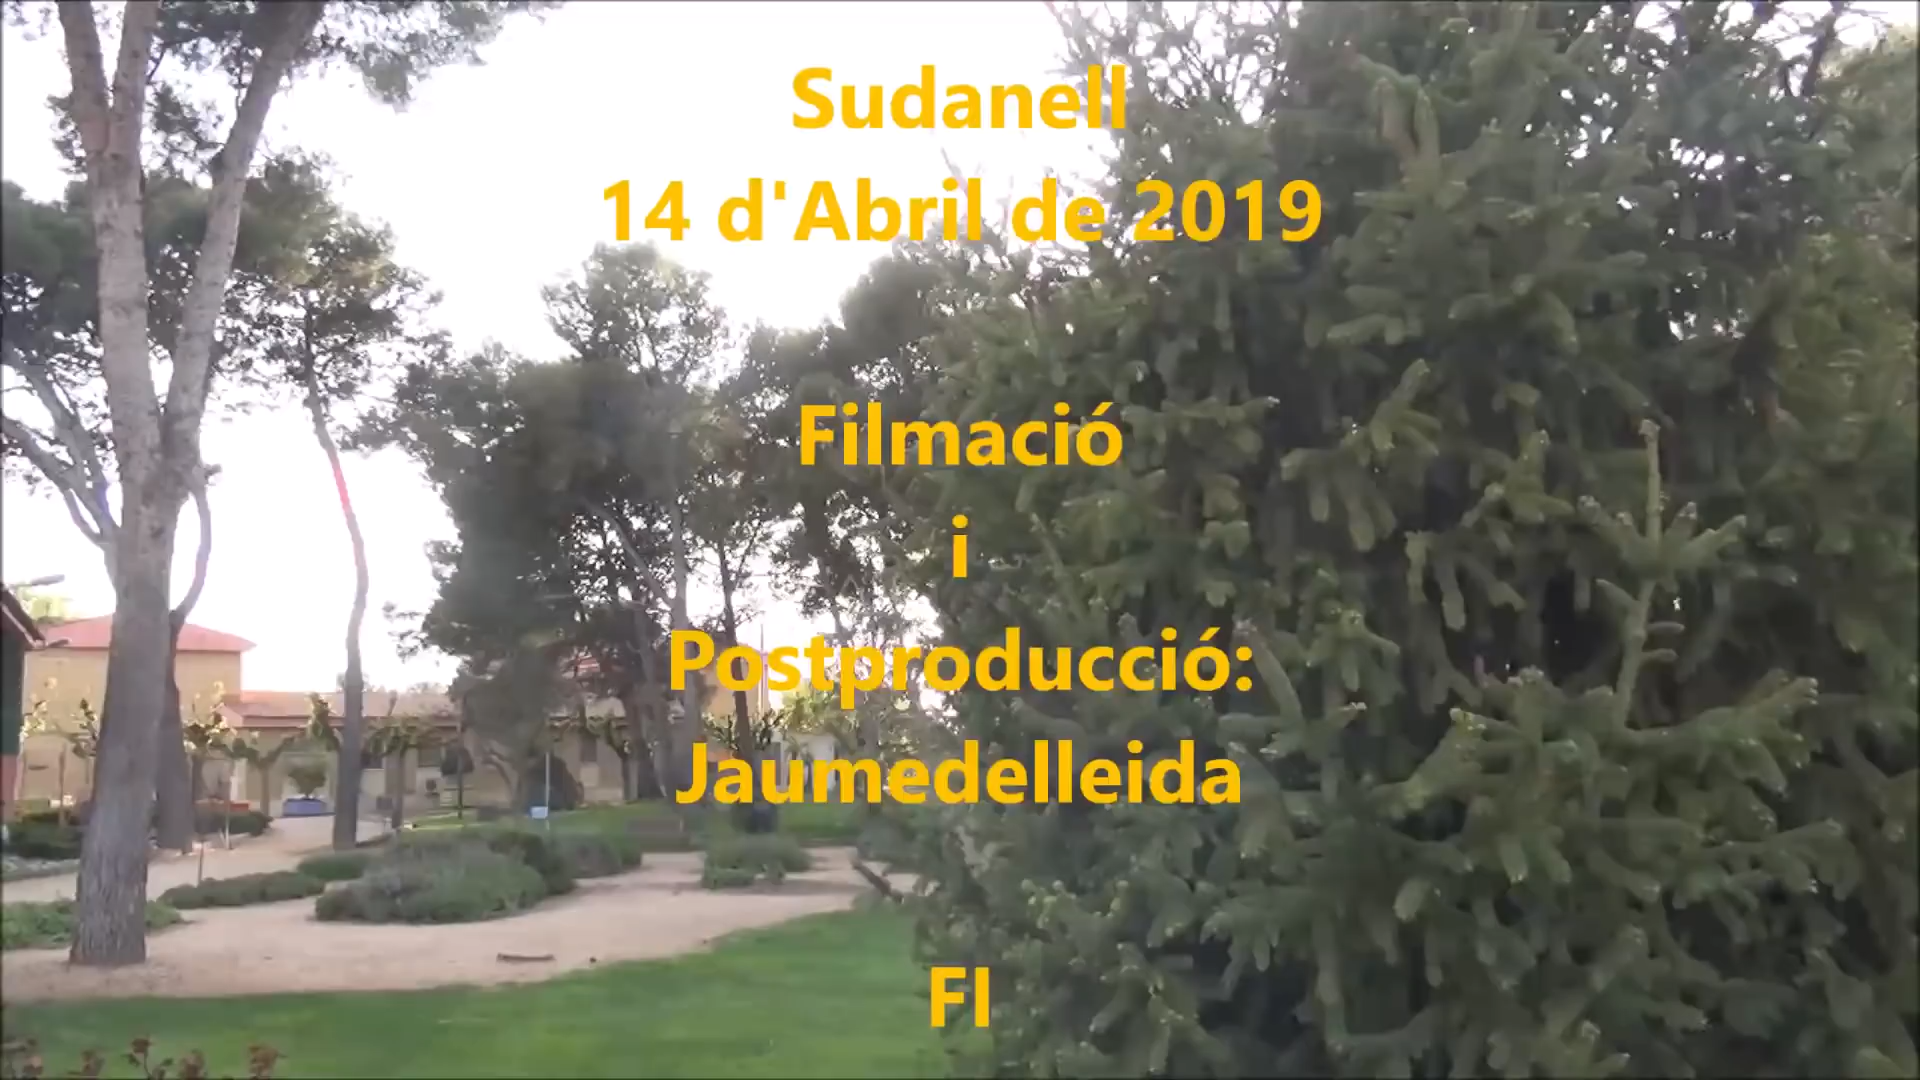 Sudanell
14 d'Abril de 2019
Filmació
i
Postproducció:
Jaumedelleida
FI